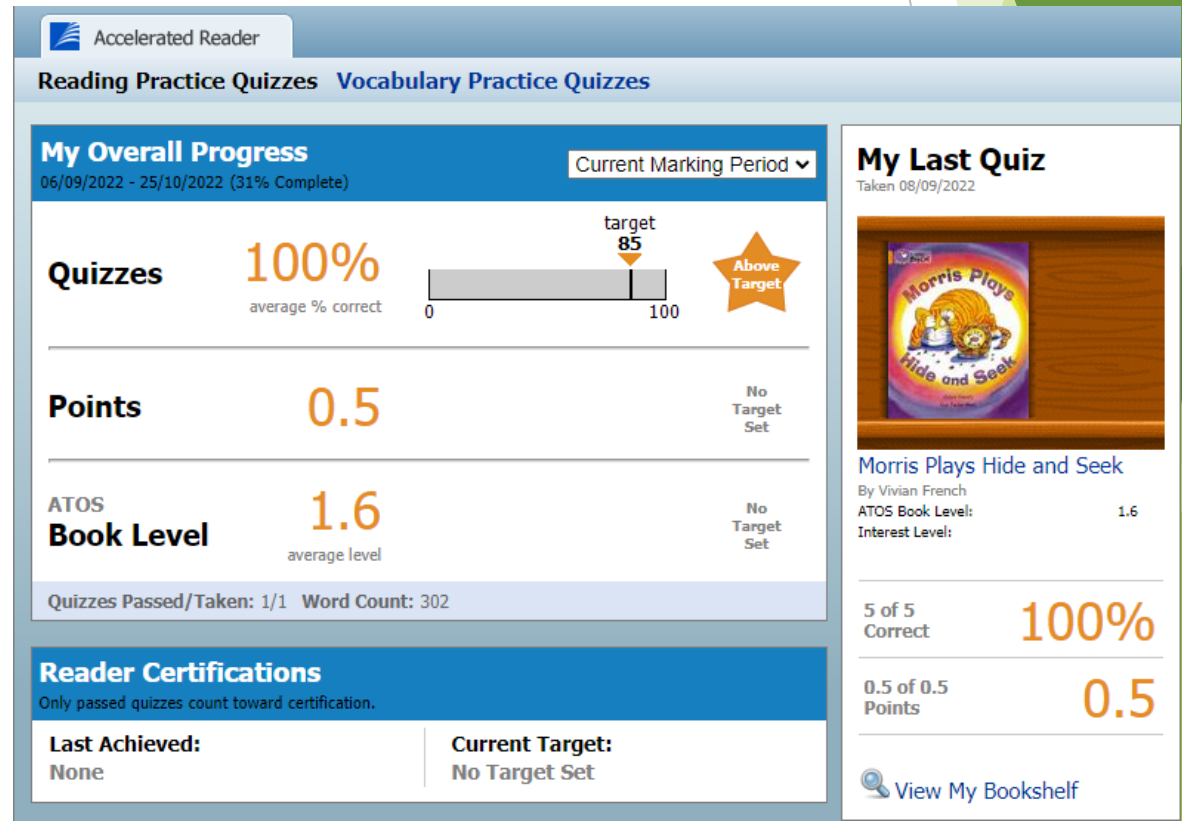 Accelerated Reader
Reading Practice Quizzes Vocabulary Practice Quizzes
My Overall Progress
06/09/2022 - 25/10/2022 (31% Complete)
Current Marking Period
Quizzes
100%
average % correct
target
85
0
100
Above
Target
Points
0.5
No
Target
Set
ATOS
Book Level
1.6
average level
No
Target
Set
Quizzes Passed/Taken: 1/1 Word Count: 302
Reader Certifications
Only passed quizzes count toward certification.
Last Achieved:
None
Current Target:
No Target Set
My Last Quiz
Taken 08/09/2022
Morris Plays
Hide and Seek
Morris Plays Hide and Seek
By Vivian French
ATOS Book Level: 1.6
Interest Level:
5 of 5
Correct
100%
0.5 of 0.5
Points
0.5
View My Bookshelf